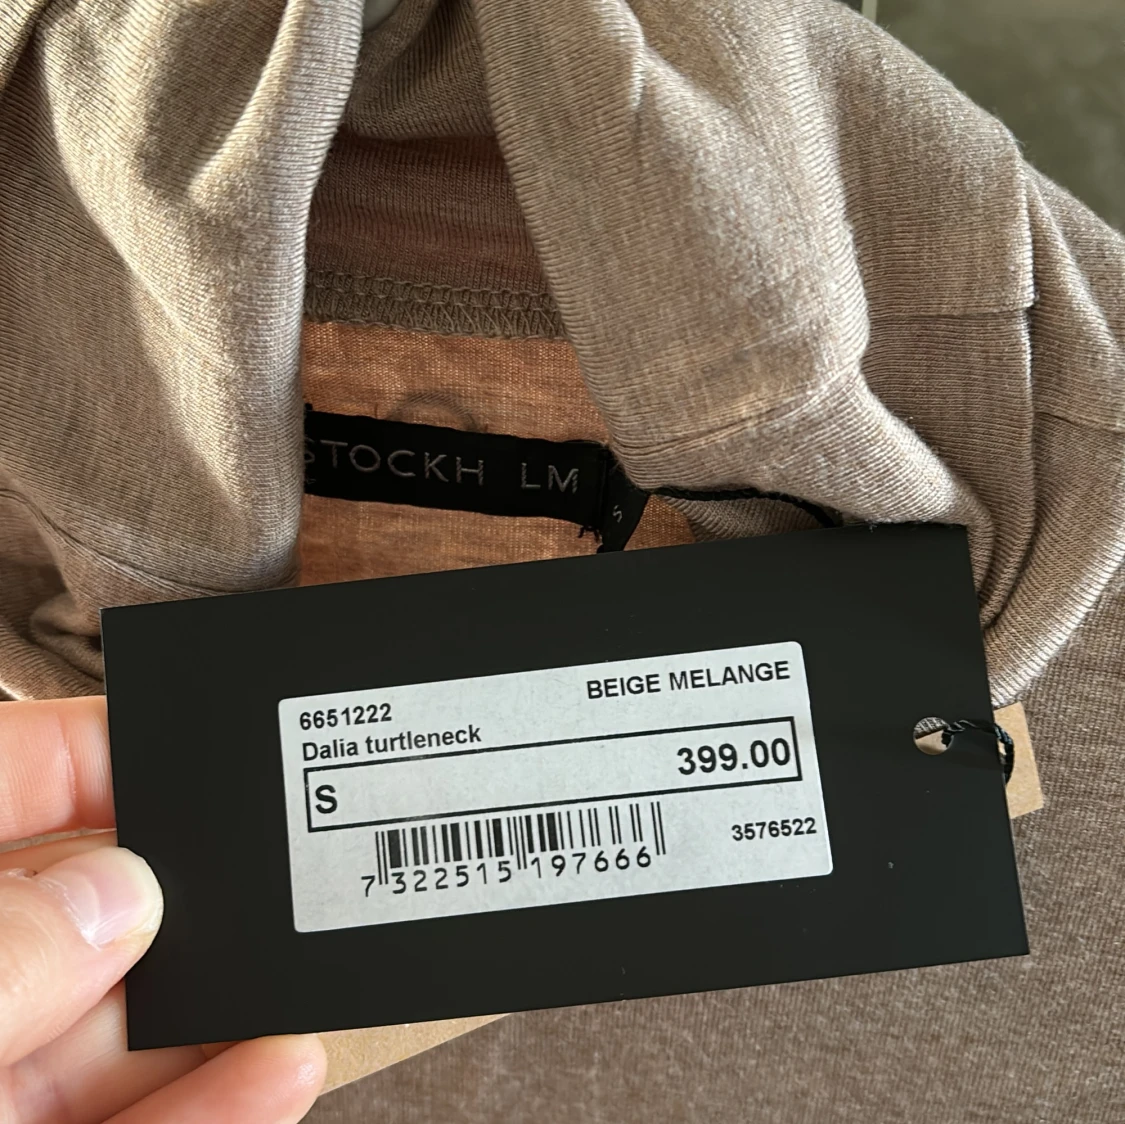 STOCKH LM
S
BEIGE MELANGE
6651222
Dalia turtleneck
S 399.00
3576522
7 322515 197666